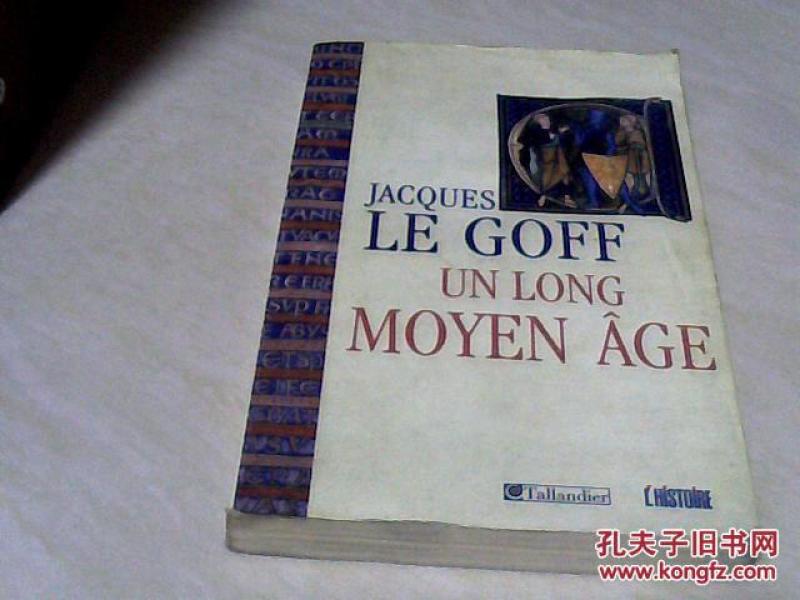 JACQUES
LE GOFF
UN LONG
MOYEN ÂGE
Tallandier
L'HISTOIRE
孔夫子旧书网
www.kongfz.com